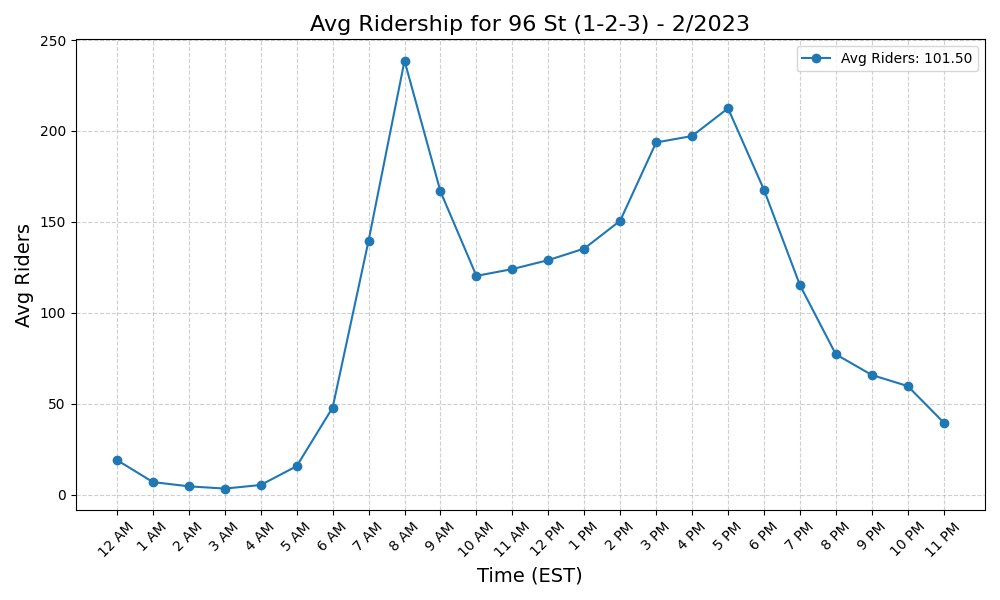 Avg Ridership for 96 St (1-2-3) - 2/2023
Avg Riders: 101.50
Avg Riders
250
200
150
100
50
0
12 AM
1 AM
2 AM
3 AM
4 AM
5 AM
6 AM
7 AM
8 AM
9 AM
10 AM
11 AM
12 PM
1 PM
2 PM
3 PM
4 PM
5 PM
6 PM
7 PM
8 PM
9 PM
10 PM
11 PM
Time (EST)